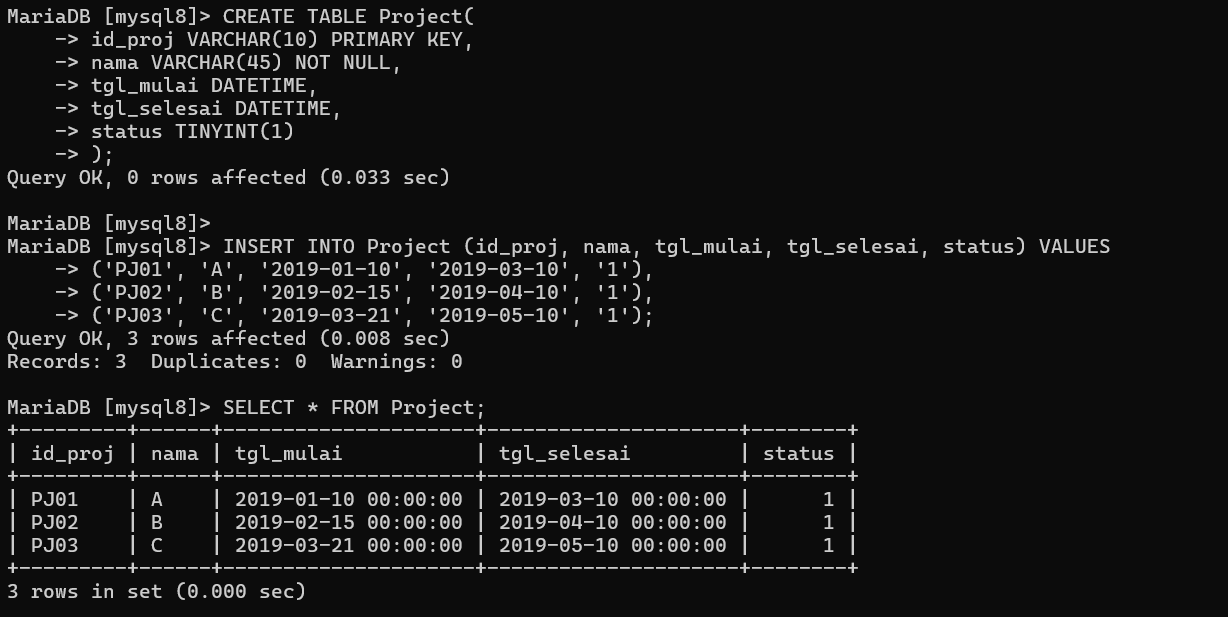 MariaDB [mysql8]> CREATE TABLE Project(
    -> id_proj VARCHAR(10) PRIMARY KEY,
    -> nama VARCHAR(45) NOT NULL,
    -> tgl_mulai DATETIME,
    -> tgl_selesai DATETIME,
    -> status TINYINT(1)
    -> );
Query OK, 0 rows affected (0.033 sec)

MariaDB [mysql8]>
MariaDB [mysql8]> INSERT INTO Project (id_proj, nama, tgl_mulai, tgl_selesai, status) VALUES
    -> ('PJ01', 'A', '2019-01-10', '2019-03-10', '1'),
    -> ('PJ02', 'B', '2019-02-15', '2019-04-10', '1'),
    -> ('PJ03', 'C', '2019-03-21', '2019-05-10', '1');
Query OK, 3 rows affected (0.008 sec)
Records: 3  Duplicates: 0  Warnings: 0

MariaDB [mysql8]> SELECT * FROM Project;
+---------+------+---------------------+---------------------+--------+
| id_proj | nama | tgl_mulai           | tgl_selesai         | status |
+---------+------+---------------------+---------------------+--------+
| PJ01    | A    | 2019-01-10 00:00:00 | 2019-03-10 00:00:00 |      1 |
| PJ02    | B    | 2019-02-15 00:00:00 | 2019-04-10 00:00:00 |      1 |
| PJ03    | C    | 2019-03-21 00:00:00 | 2019-05-10 00:00:00 |      1 |
+---------+------+---------------------+---------------------+--------+
3 rows in set (0.000 sec)